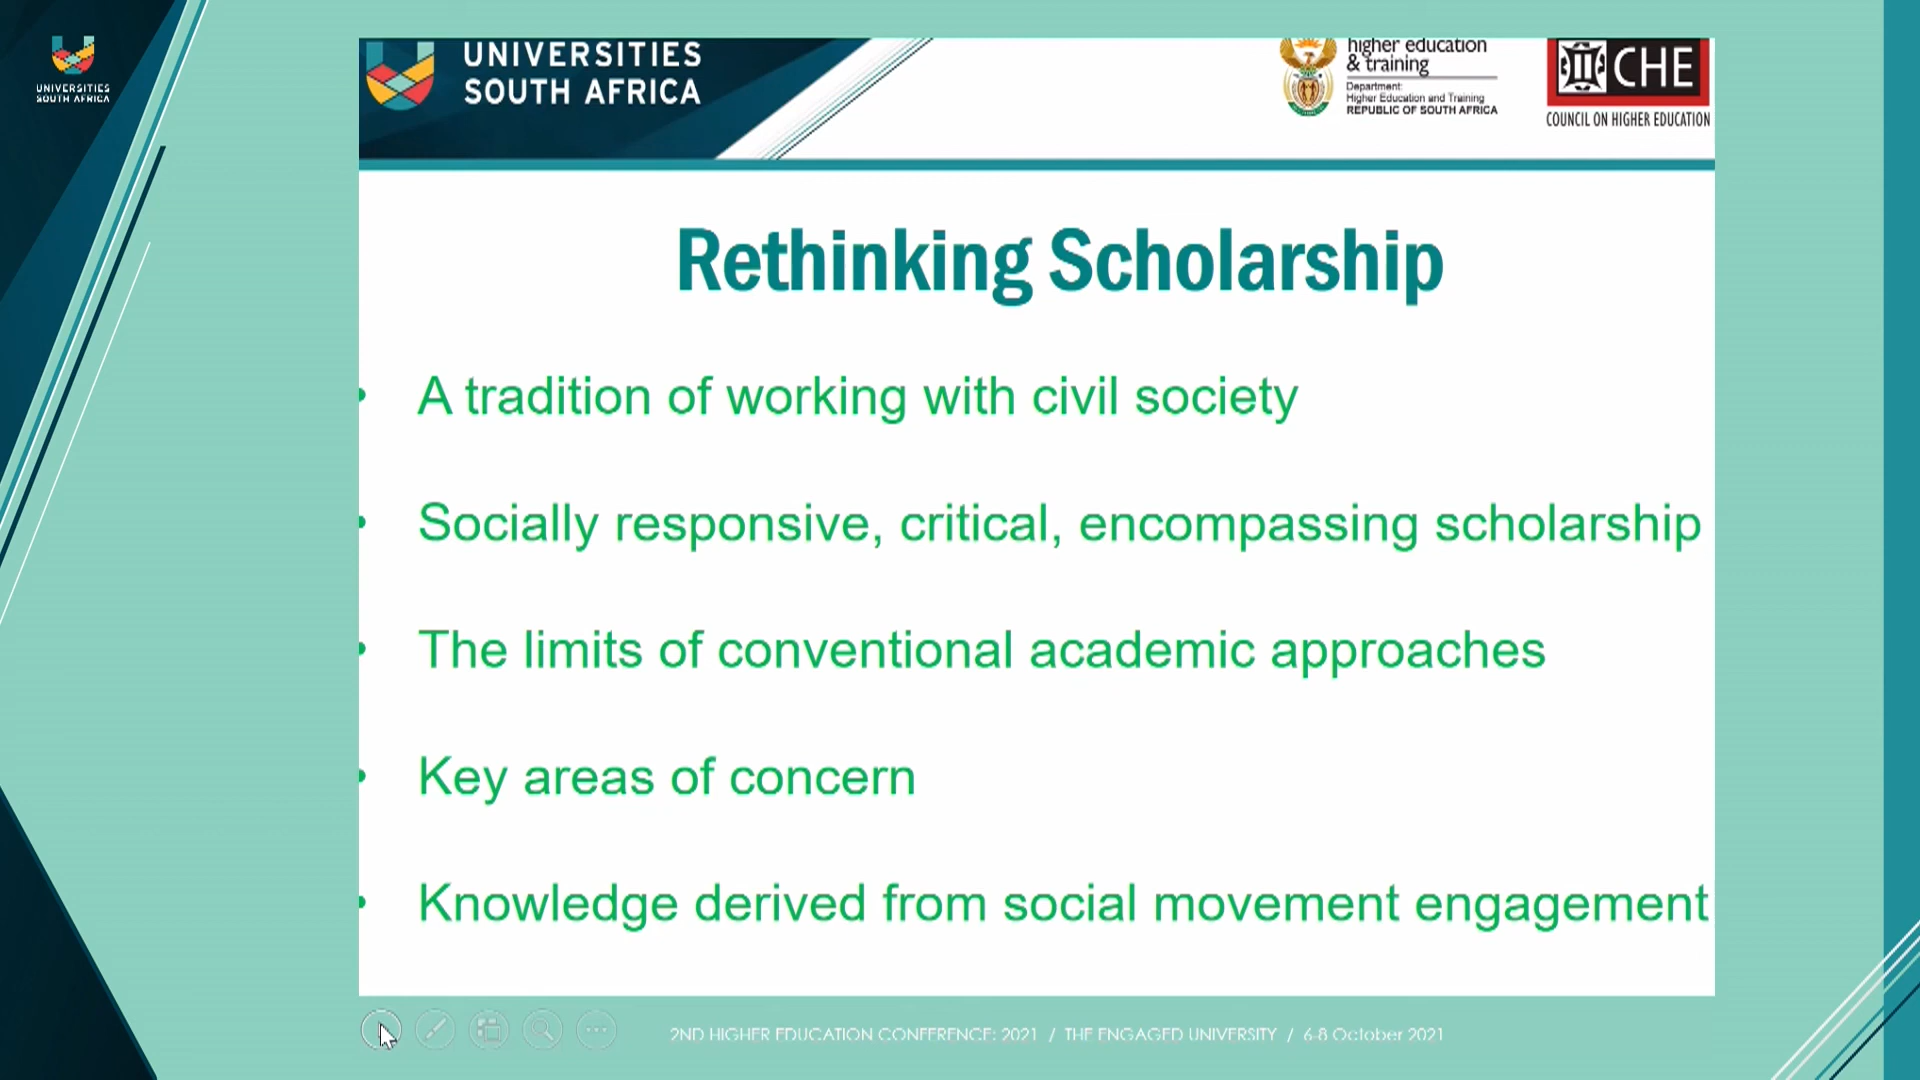 UNIVERSITIES
SOUTH AFRICA
UNIVERSITIES
SOUTH AFRICA
higher education
& training
Department:
Higher Education and Training
REPUBLIC OF SOUTH AFRICA
CHE
COUNCIL ON HIGHER EDUCATION
Rethinking Scholarship
• A tradition of working with civil society
• Socially responsive, critical, encompassing scholarship
• The limits of conventional academic approaches
• Key areas of concern
• Knowledge derived from social movement engagement
2ND HIGHER EDUCATION CONFERENCE: 2021 / THE ENGAGED UNIVERSITY / 6-8 October 2021